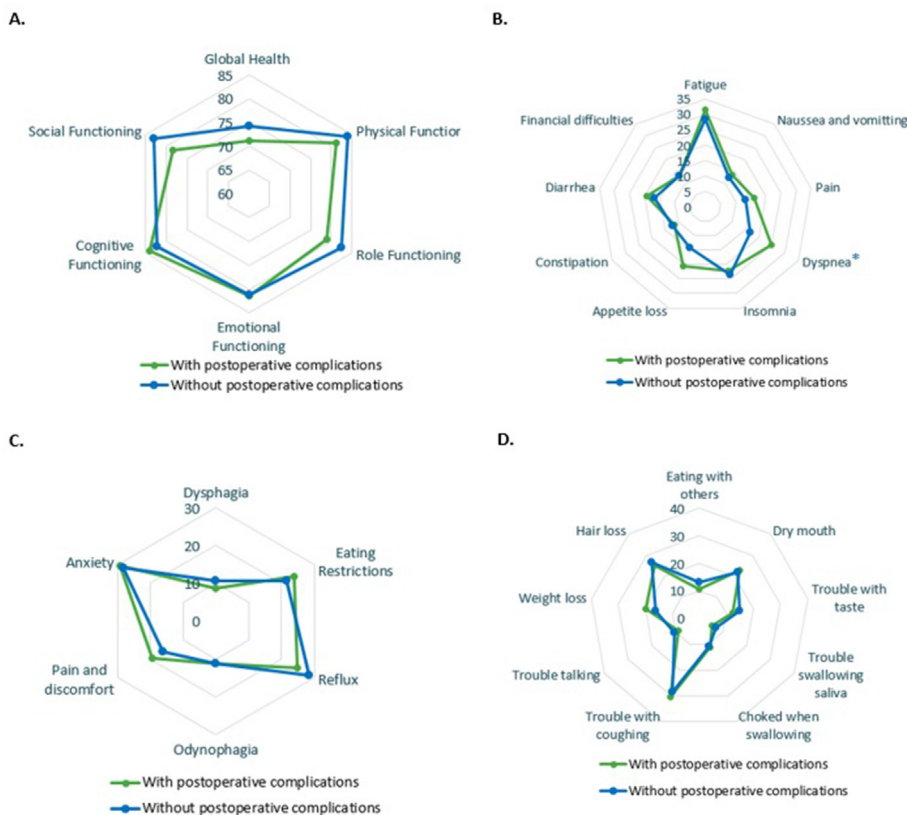 A.
Global Health
85
80
75
70
65
60
Social Functioning
Physical Functior
Cognitive
Functioning
Role Functioning
Emotional
Functioning
With postoperative complications
Without postoperative complications
B.
Fatigue
35
30
25
20
15
10
5
0
Financial difficulties
Naussea and vomitting
Diarrhea
Pain
Constipation
Dyspnea*
Appetite loss
Insomnia
With postoperative complications
Without postoperative complications
C.
Dysphagia
30
20
10
0
Anxiety
Eating
Restrictions
Pain and
discomfort
Reflux
Odynophagia
With postoperative complications
Without postoperative complications
D.
Eating with
others
40
30
20
10
0
Hair loss
Dry mouth
Weight loss
Trouble with
taste
Trouble talking
Trouble
swallowing
saliva
Trouble with
coughing
Choked when
swallowing
With postoperative complications
Without postoperative complications